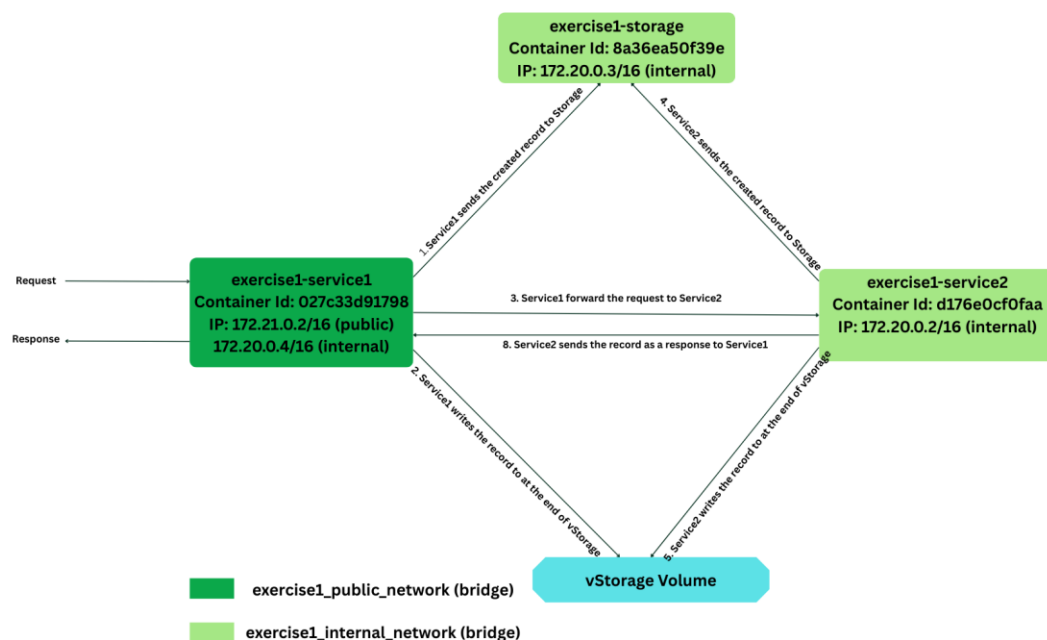 exercise1-storage
Container Id: 8a36ea50f39e
IP: 172.20.0.3/16 (internal)
1. Service1 sends the created record to Storage
4. Service2 sends the created record to Storage
Request
Response
exercise1-service1
Container Id: 027c33d91798
IP: 172.21.0.2/16 (public)
172.20.0.4/16 (internal)
3. Service1 forward the request to Service2
8. Service2 sends the record as a response to Service1
exercise1-service2
Container Id: d176e0cf0faa
IP: 172.20.0.2/16 (internal)
2. Service1 writes the record to at the end of vStorage
5. Service2 writes the record to at the end of vStorage
vStorage Volume
exercise1_public_network (bridge)
exercise1_internal_network (bridge)